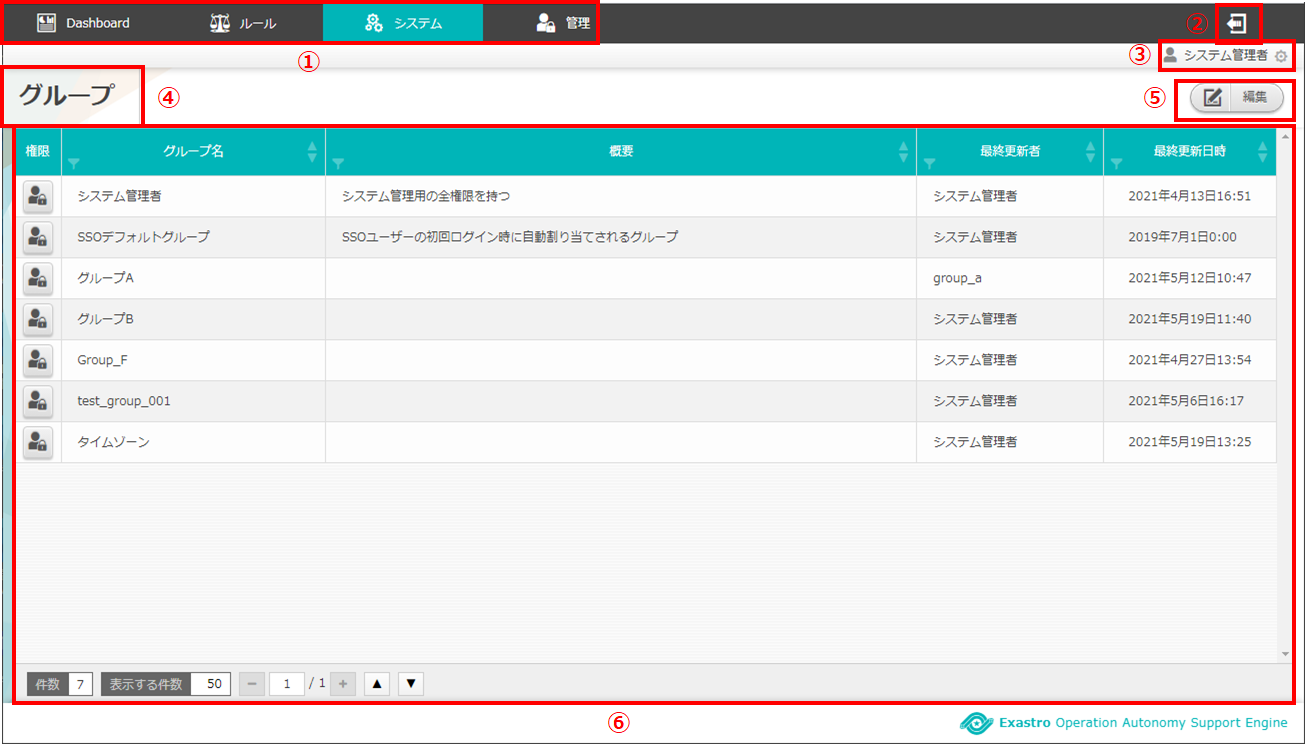 Dashboard ルール システム 管理 ②
① ③ システム管理者
グループ ④ ⑤ 編集
権限 グループ名 概要 最終更新者 最終更新日時
システム管理者 システム管理用の全権限を持つ システム管理者 2021年4月13日16:51
SSOデフォルトグループ SSOユーザーの初回ログイン時に自動割り当てされるグループ システム管理者 2019年7月1日0:00
グループA group_a 2021年5月12日10:47
グループB システム管理者 2021年5月19日11:40
Group_F システム管理者 2021年4月27日13:54
test_group_001 システム管理者 2021年5月6日16:17
タイムゾーン システム管理者 2021年5月19日13:25
件数 7 表示する件数 50 − 1 / 1 + ▲ ▼
⑥ Exastro Operation Autonomy Support Engine